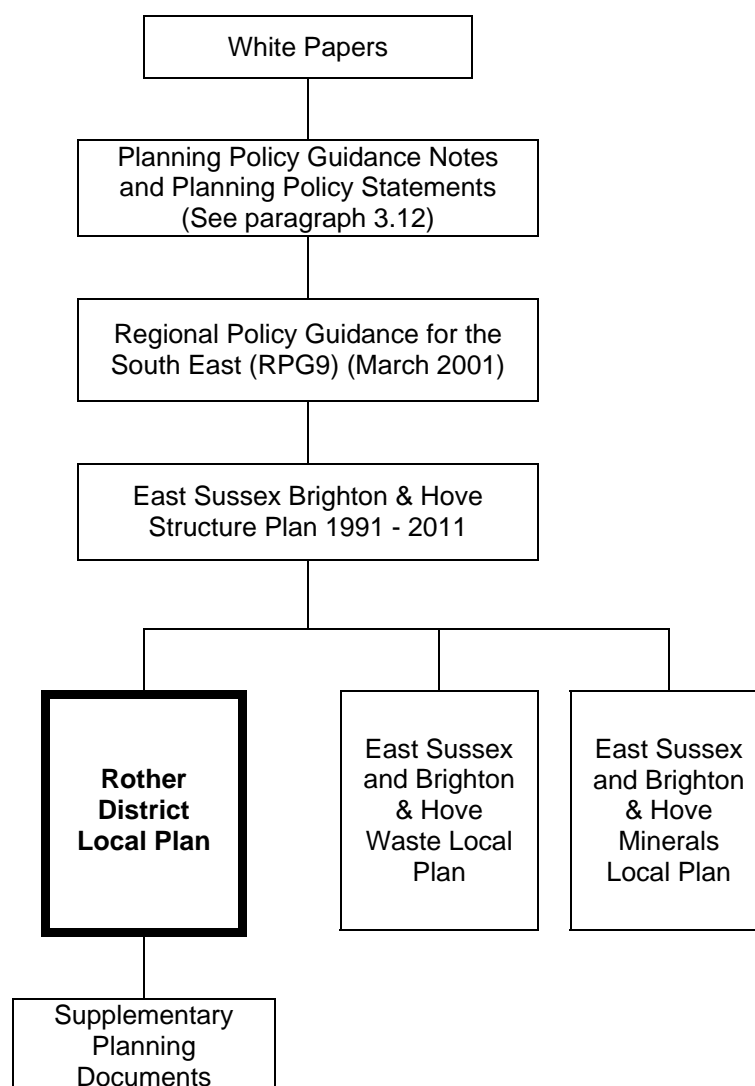 White Papers
Planning Policy Guidance Notes
and Planning Policy Statements
(See paragraph 3.12)
Regional Policy Guidance for the
South East (RPG9) (March 2001)
East Sussex Brighton & Hove
Structure Plan 1991 - 2011
Rother
District
Local Plan
East Sussex
and Brighton
& Hove
Waste Local
Plan
East Sussex
and Brighton
& Hove
Minerals
Local Plan
Supplementary
Planning
Documents